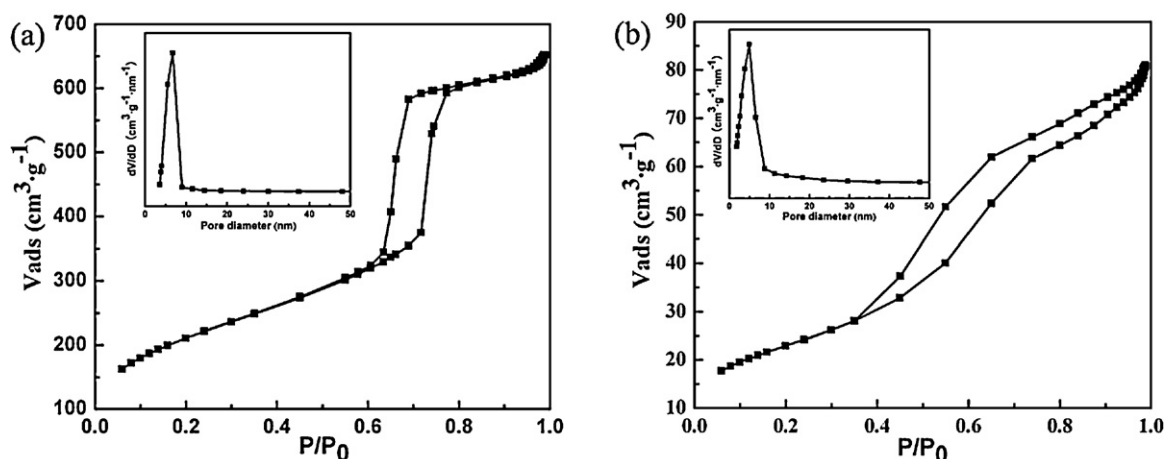 (a)
700
600
500
400
300
200
100
Vads (cm³·g⁻¹)
0.0 0.2 0.4 0.6 0.8 1.0
P/P₀
dV/dD (cm³·g⁻¹·nm⁻¹)
0 10 20 30 40 50
Pore diameter (nm)
(b)
90
80
70
60
50
40
30
20
10
Vads (cm³·g⁻¹)
0.0 0.2 0.4 0.6 0.8 1.0
P/P₀
dV/dD (cm³·g⁻¹·nm⁻¹)
0 10 20 30 40 50
Pore diameter (nm)